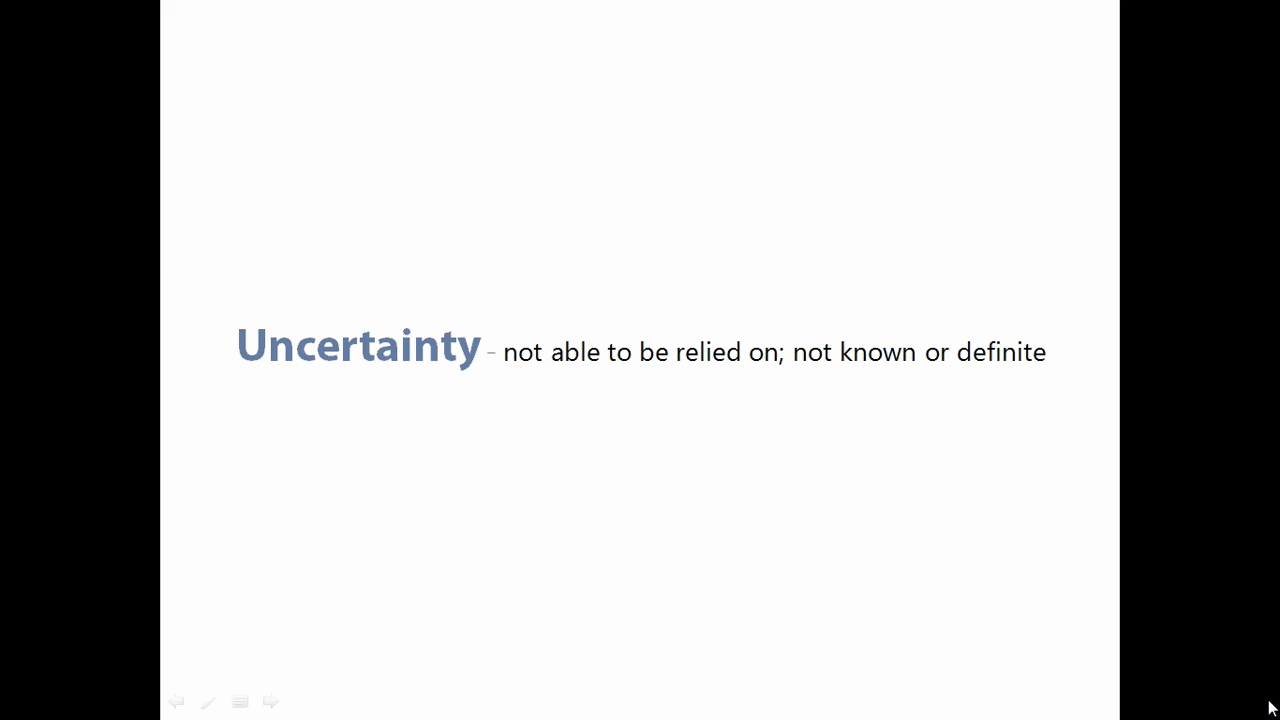 Uncertainty - not able to be relied on; not known or definite